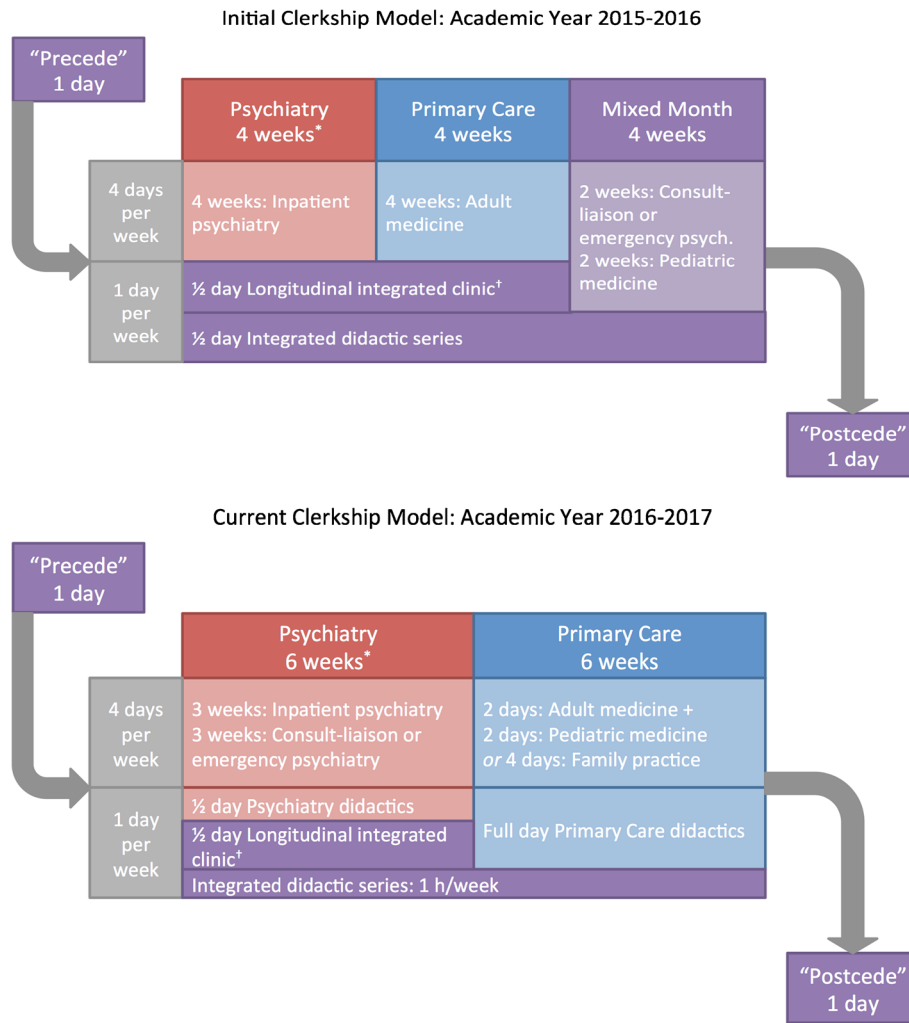 Initial Clerkship Model: Academic Year 2015-2016
“Precede”
1 day
Psychiatry
4 weeks*
Primary Care
4 weeks
Mixed Month
4 weeks
4 days
per
week
4 weeks: Inpatient
psychiatry
4 weeks: Adult
medicine
2 weeks: Consult-
liaison or
emergency psych.
2 weeks: Pediatric
medicine
1 day
per
week
½ day Longitudinal integrated clinic†
½ day Integrated didactic series
“Postcede”
1 day
Current Clerkship Model: Academic Year 2016-2017
“Precede”
1 day
Psychiatry
6 weeks*
Primary Care
6 weeks
4 days
per
week
3 weeks: Inpatient psychiatry
3 weeks: Consult-liaison or
emergency psychiatry
2 days: Adult medicine +
2 days: Pediatric medicine
or 4 days: Family practice
1 day
per
week
½ day Psychiatry didactics
½ day Longitudinal integrated
clinic†
Full day Primary Care didactics
Integrated didactic series: 1 h/week
“Postcede”
1 day